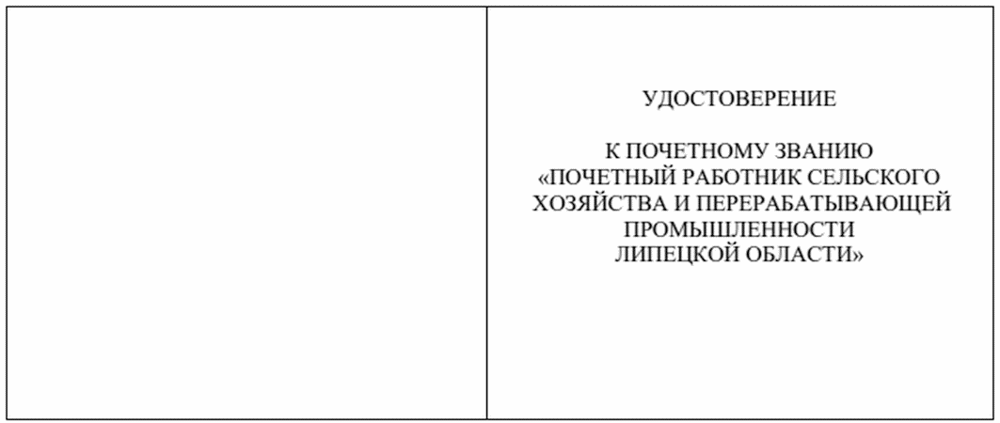 УДОСТОВЕРЕНИЕ
К ПОЧЕТНОМУ ЗВАНИЮ
«ПОЧЕТНЫЙ РАБОТНИК СЕЛЬСКОГО
ХОЗЯЙСТВА И ПЕРЕРАБАТЫВАЮЩЕЙ
ПРОМЫШЛЕННОСТИ
ЛИПЕЦКОЙ ОБЛАСТИ»